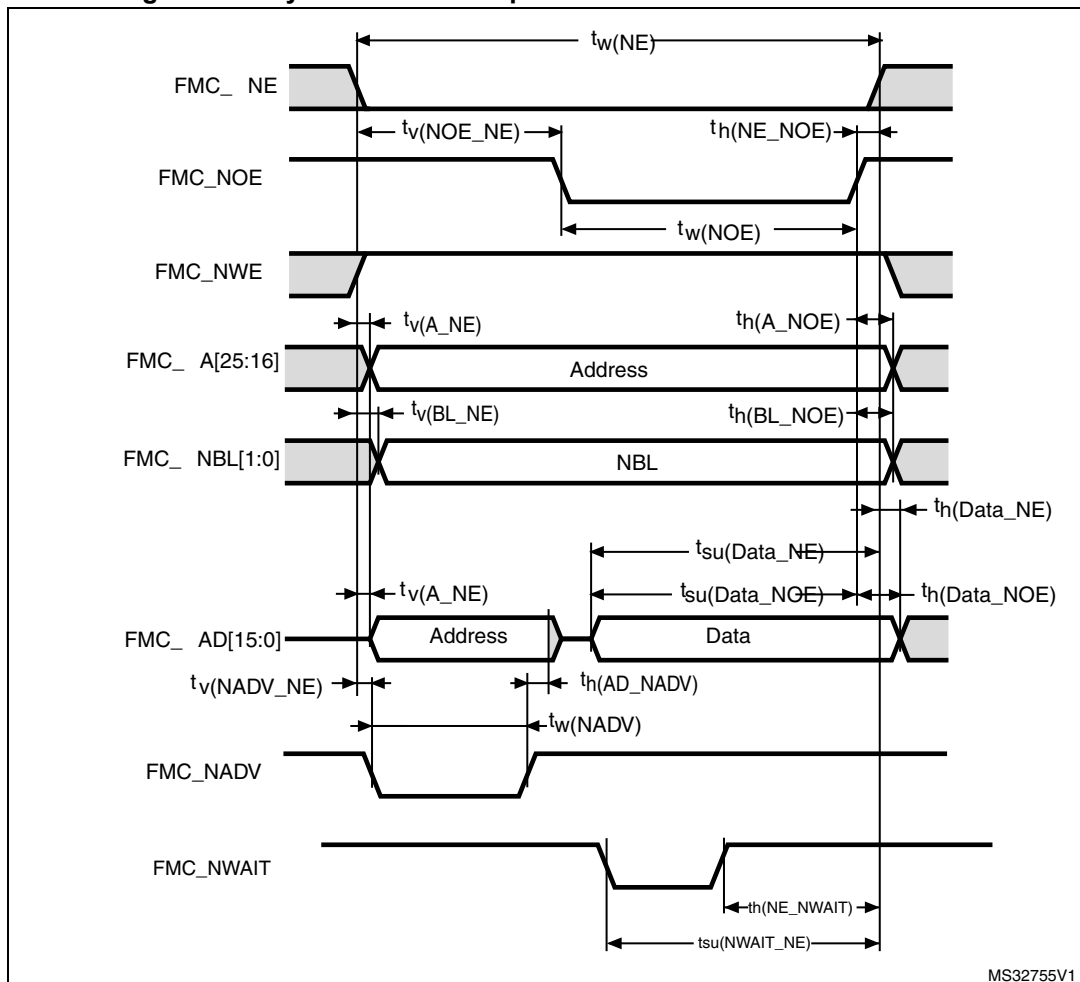 tw(NE)
FMC_ NE
tv(NOE_NE)
th(NE_NOE)
FMC_NOE
tw(NOE)
FMC_NWE
tv(A_NE)
th(A_NOE)
FMC_ A[25:16]
Address
tv(BL_NE)
th(BL_NOE)
FMC_ NBL[1:0]
NBL
th(Data_NE)
tsu(Data_NE)
tv(A_NE)
tsu(Data_NOE)
th(Data_NOE)
FMC_ AD[15:0]
Address
Data
tv(NADV_NE)
th(AD_NADV)
tw(NADV)
FMC_NADV
FMC_NWAIT
th(NE_NWAIT)
tsu(NWAIT_NE)
MS32755V1